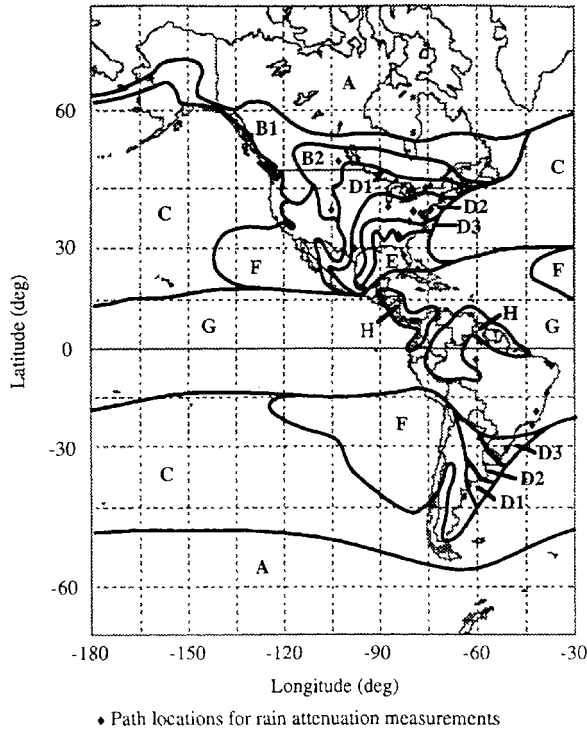 A
60
B1
B2
C
D1
C
D2
D3
30
E
F
F
H
G
H
G
0
F
D3
-30
C
D2
D1
A
-60
-180
-150
-120
-90
-60
-30
Latitude (deg)
Longitude (deg)
♦ Path locations for rain attenuation measurements